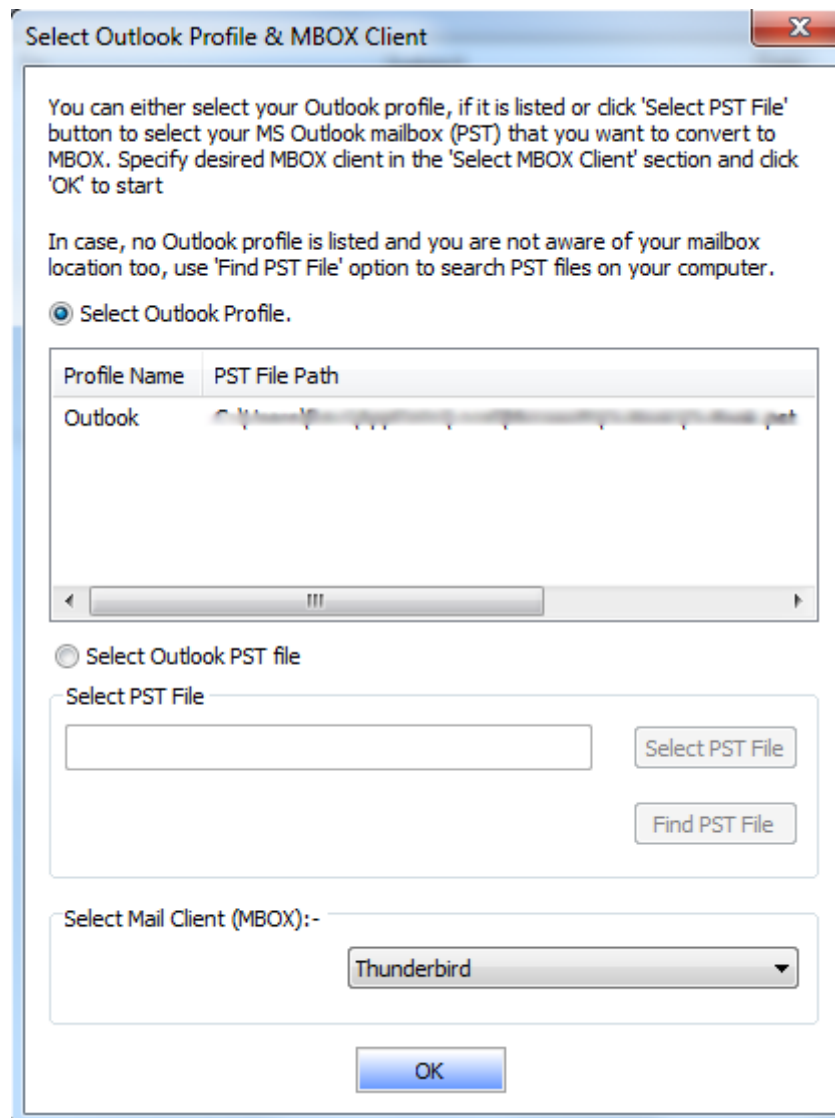 Select Outlook Profile & MBOX Client
You can either select your Outlook profile, if it is listed or click 'Select PST File'
button to select your MS Outlook mailbox (PST) that you want to convert to
MBOX. Specify desired MBOX client in the 'Select MBOX Client' section and click
'OK' to start
In case, no Outlook profile is listed and you are not aware of your mailbox
location too, use 'Find PST File' option to search PST files on your computer.
Select Outlook Profile.
Profile Name PST File Path
Outlook
Select Outlook PST file
Select PST File
Select PST File
Find PST File
Select Mail Client (MBOX):-
Thunderbird
OK